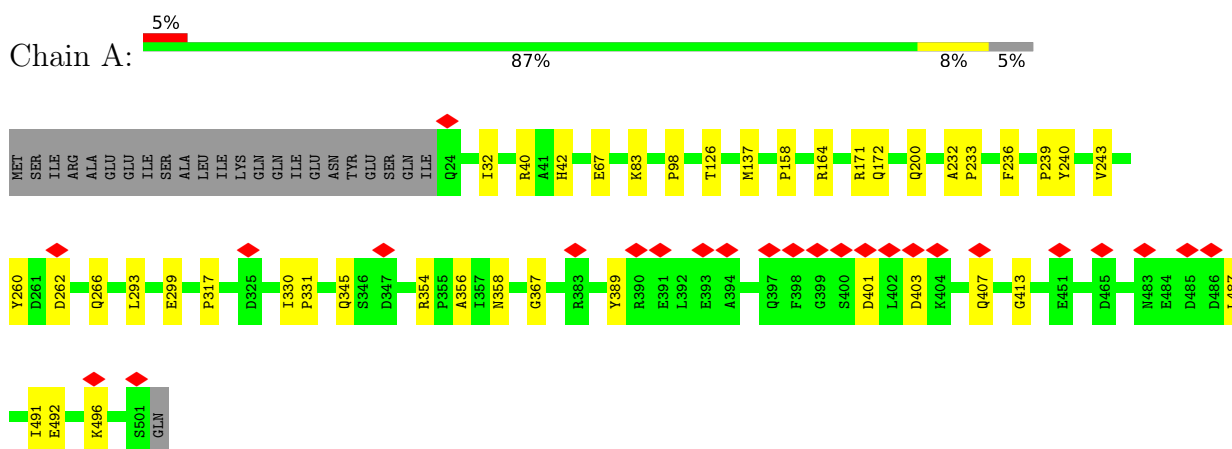 5%
Chain A:
87% 8% 5%
MET SER ILE ARG ALA GLU GLU ILE SER ALA LEU ILE LYS GLN GLN ILE GLU ASN TYR GLU SER GLN ILE Q24 I32 R40 A41 H42 E67 K83 P98 T126 M137 P158 R164 R171 Q172 Q200 A232 P233 F236 P239 Y240 V243
Y260 D261 D262 Q266 L293 E299 P317 D325 I330 P331 Q345 S346 D347 R354 P355 A356 I357 N358 G367 R383 Y389 R390 E391 L392 E393 A394 Q397 F398 G399 S400 D401 L402 D403 K404 Q407 G413 E451 D465 N483 E484 D485 D486
I491 E492 K496 S501 GLN